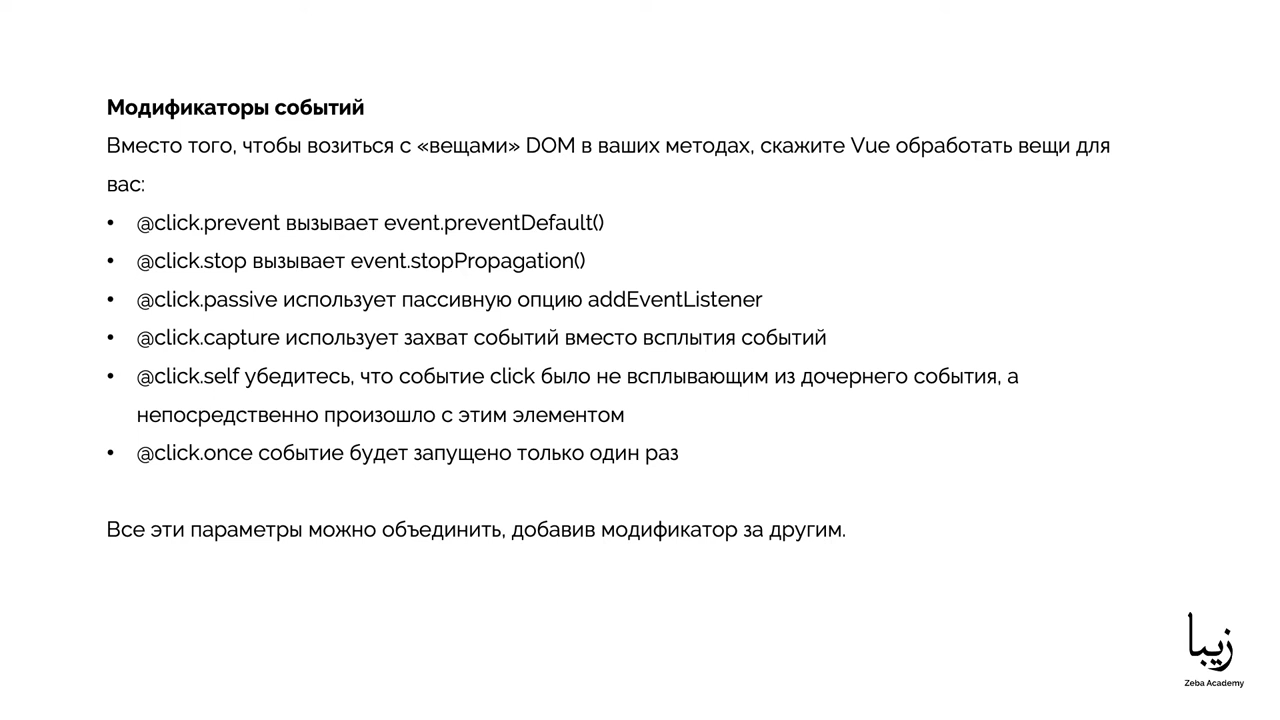 Модификаторы событий
Вместо того, чтобы возиться с «вещами» DOM в ваших методах, скажите Vue обработать вещи для
вас:
• @click.prevent вызывает event.preventDefault()
• @click.stop вызывает event.stopPropagation()
• @click.passive использует пассивную опцию addEventListener
• @click.capture использует захват событий вместо всплытия событий
• @click.self убедитесь, что событие click было не всплывающим из дочернего события, а
непосредственно произошло с этим элементом
• @click.once событие будет запущено только один раз
Все эти параметры можно объединить, добавив модификатор за другим.
زیبا
Zeba Academy